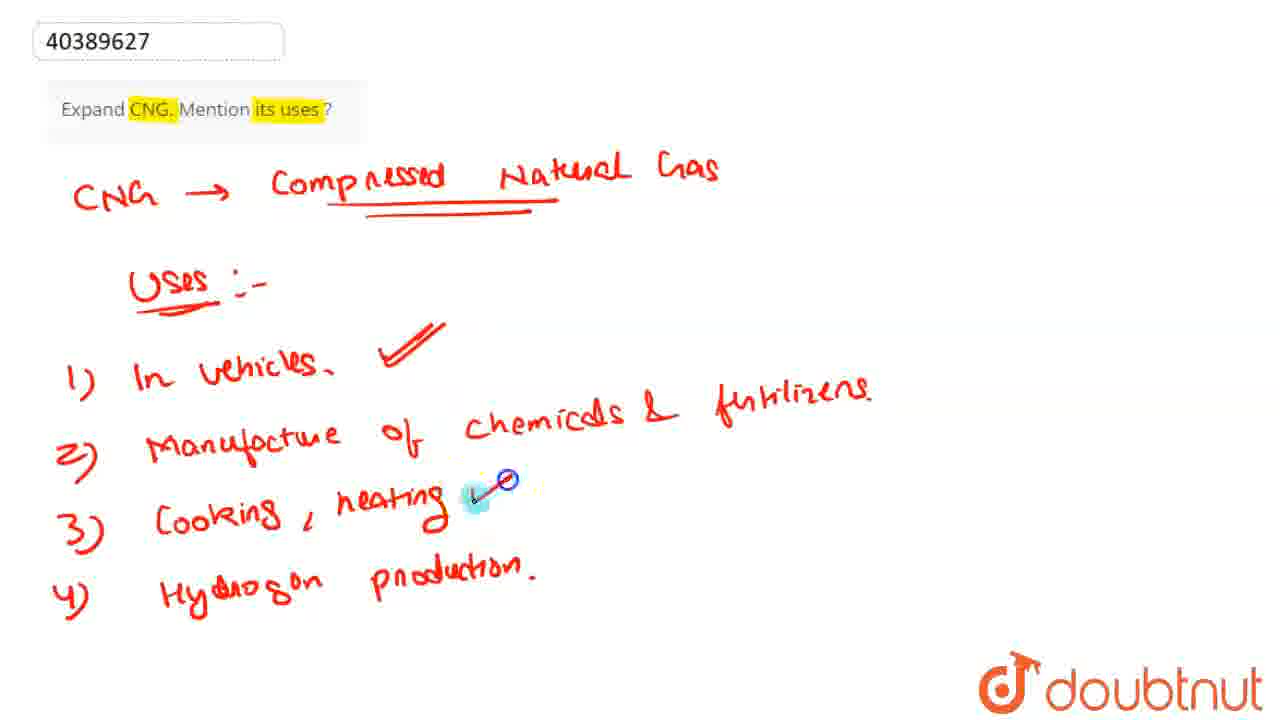 40389627
Expand CNG. Mention its uses ?
CNG → Compressed Natural Gas
Uses :-
1) In vehicles.
2) Manufacture of chemicals & fertilizers.
3) Cooking, heating
4) Hydrogen production.
doubtnut